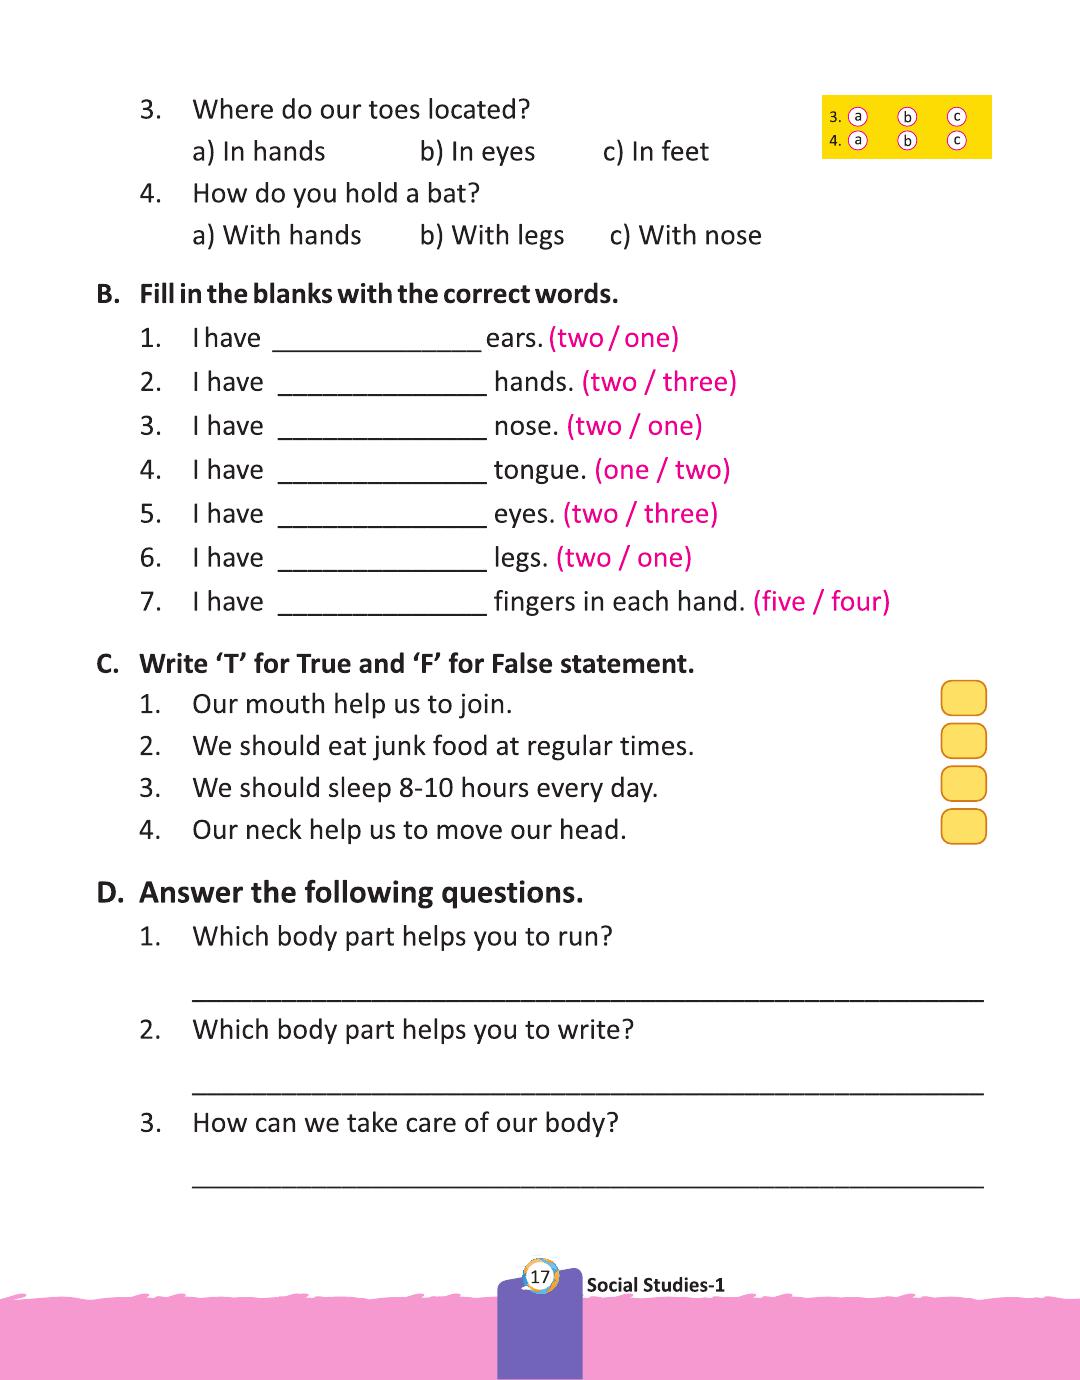 3. Where do our toes located?
a) In hands b) In eyes c) In feet
3. a b c
4. a b c
4. How do you hold a bat?
a) With hands b) With legs c) With nose
B. Fill in the blanks with the correct words.
1. I have ______________ ears. (two / one)
2. I have ______________ hands. (two / three)
3. I have ______________ nose. (two / one)
4. I have ______________ tongue. (one / two)
5. I have ______________ eyes. (two / three)
6. I have ______________ legs. (two / one)
7. I have ______________ fingers in each hand. (five / four)
C. Write ‘T’ for True and ‘F’ for False statement.
1. Our mouth help us to join.
2. We should eat junk food at regular times.
3. We should sleep 8-10 hours every day.
4. Our neck help us to move our head.
D. Answer the following questions.
1. Which body part helps you to run?
2. Which body part helps you to write?
3. How can we take care of our body?
17 Social Studies-1